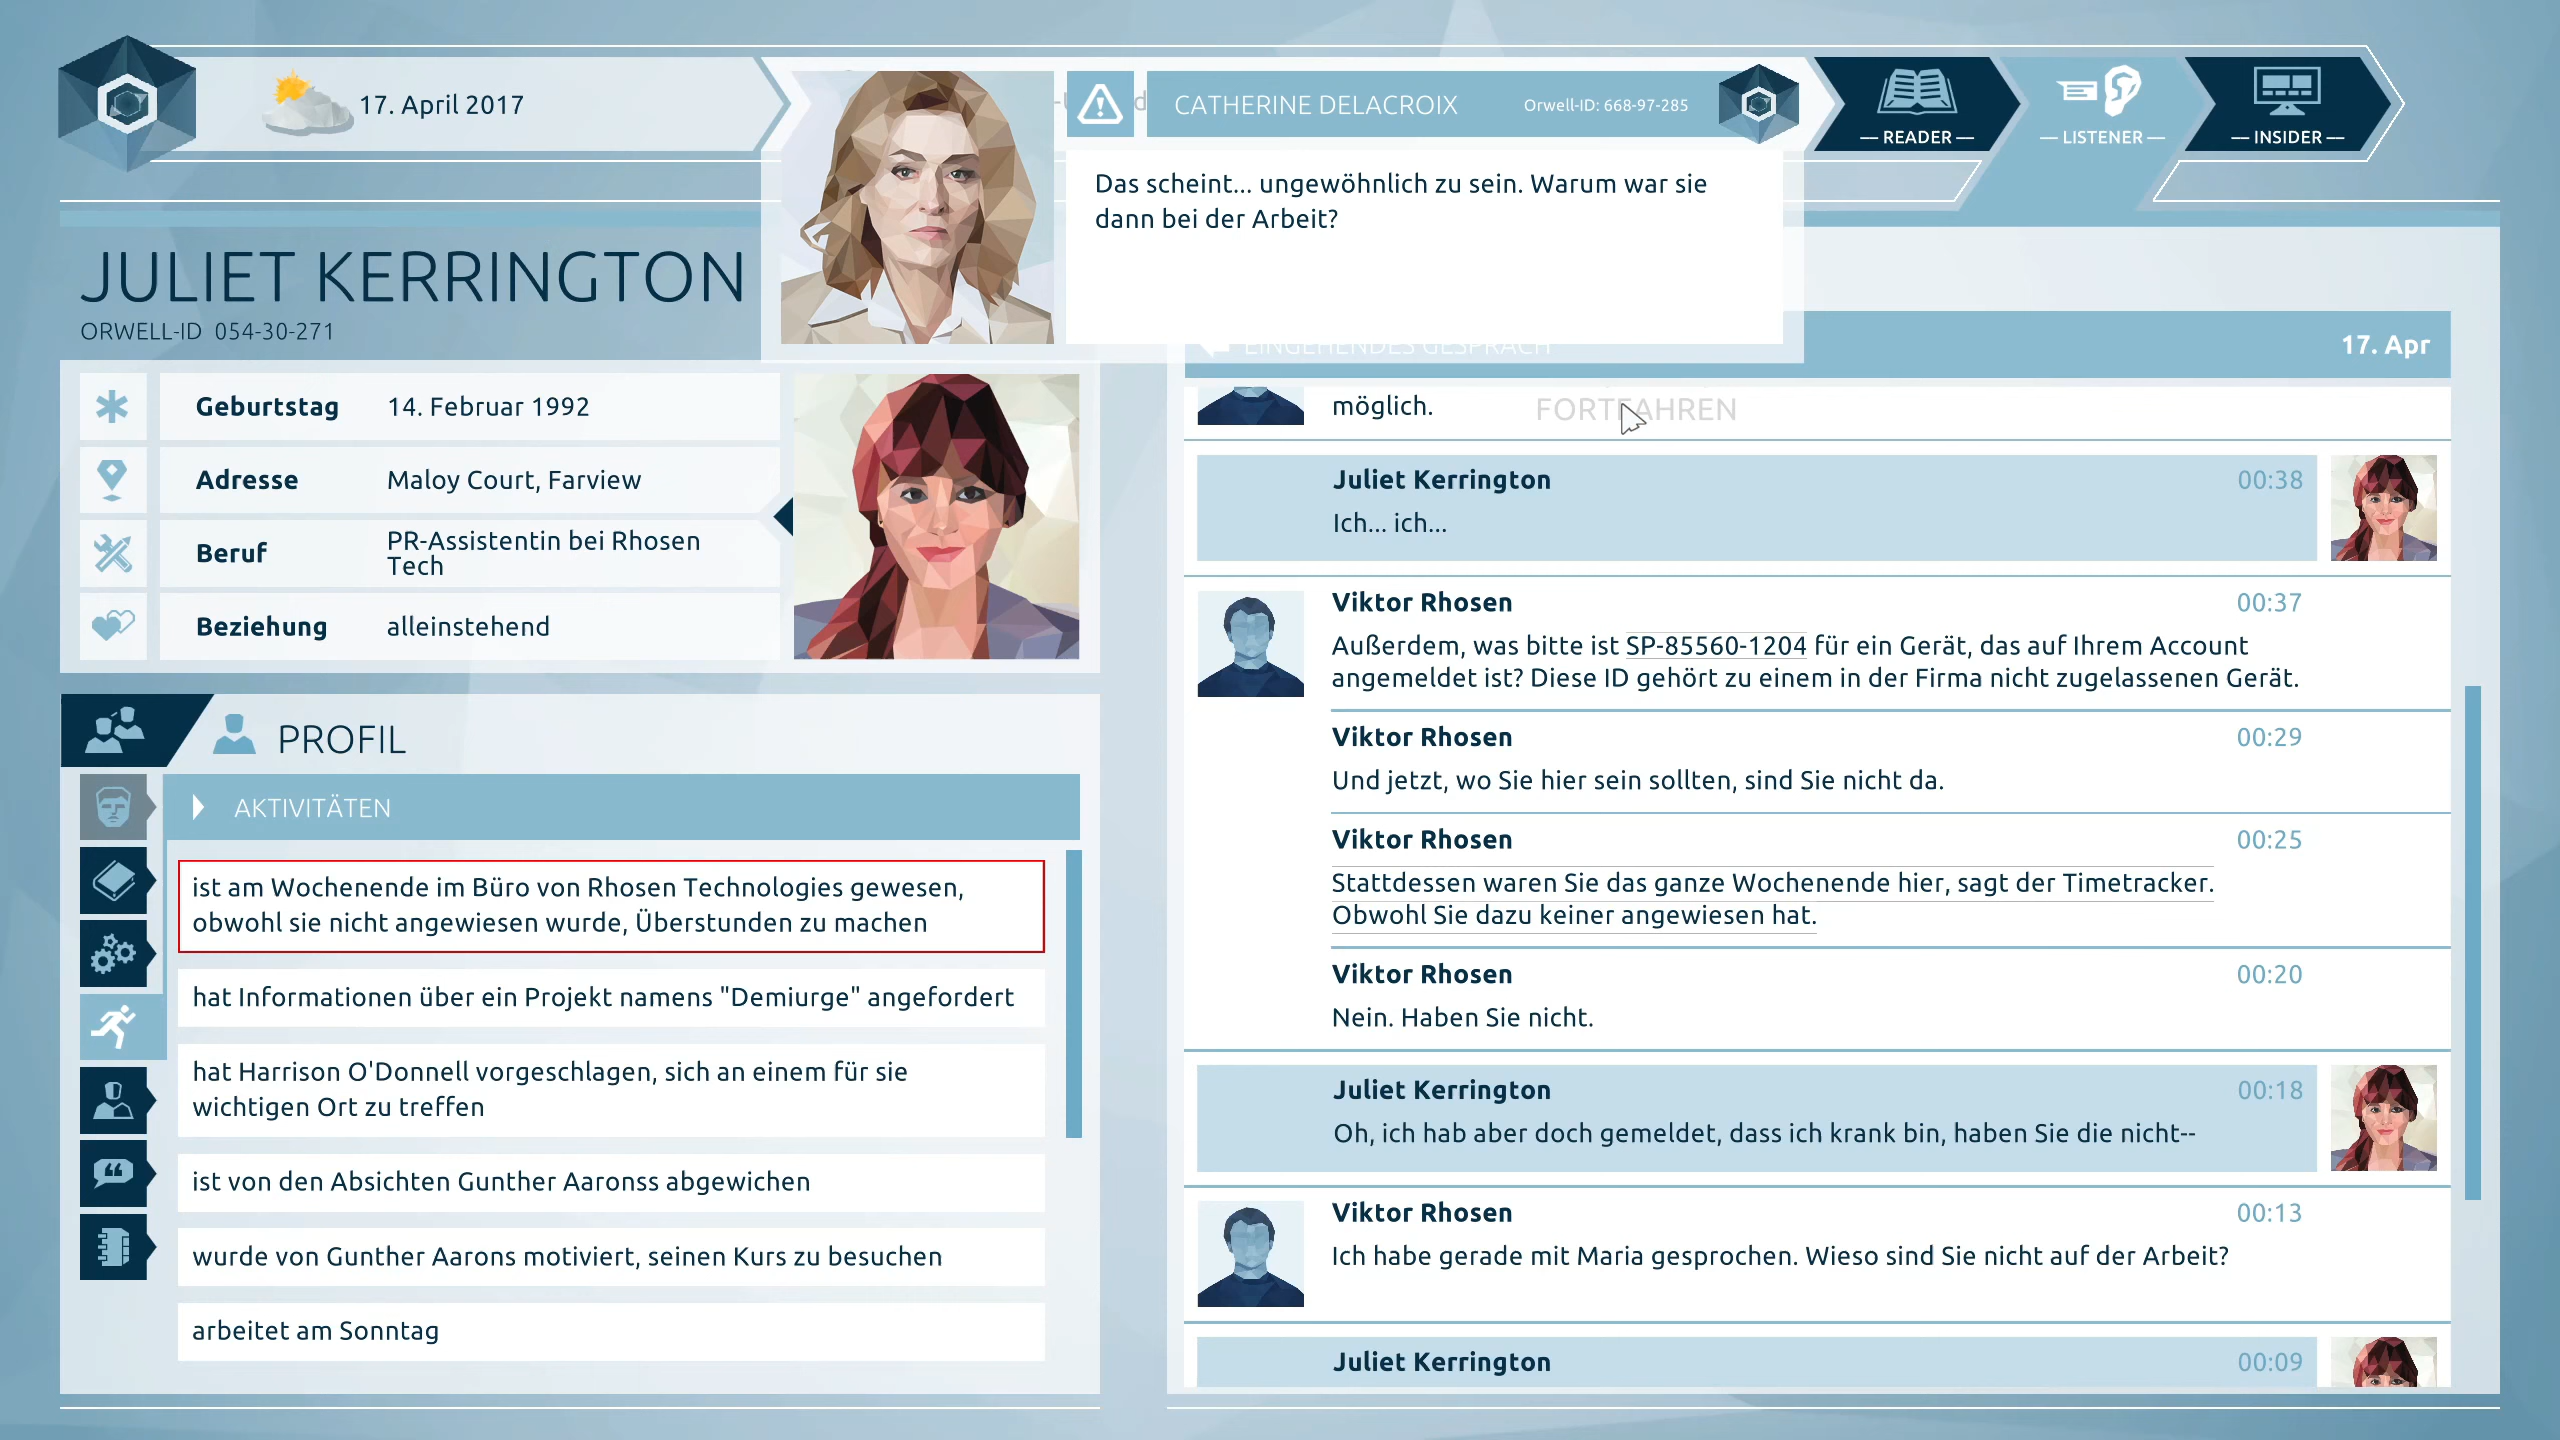 17. April 2017
CATHERINE DELACROIX
Orwell-ID: 668-97-285
Das scheint... ungewöhnlich zu sein. Warum war sie
dann bei der Arbeit?
READER
LISTENER
INSIDER
JULIET KERRINGTON
ORWELL-ID 054-30-271
Geburtstag 14. Februar 1992
Adresse Maloy Court, Farview
Beruf PR-Assistentin bei Rhosen
Tech
Beziehung alleinstehend
PROFIL
AKTIVITÄTEN
ist am Wochenende im Büro von Rhosen Technologies gewesen,
obwohl sie nicht angewiesen wurde, Überstunden zu machen
hat Informationen über ein Projekt namens "Demiurge" angefordert
hat Harrison O'Donnell vorgeschlagen, sich an einem für sie
wichtigen Ort zu treffen
ist von den Absichten Gunther Aaronss abgewichen
wurde von Gunther Aarons motiviert, seinen Kurs zu besuchen
arbeitet am Sonntag
EINGEHENDES GESPRÄCH
17. Apr
möglich.
FORTFAHREN
Juliet Kerrington 00:38
Ich... ich...
Viktor Rhosen 00:37
Außerdem, was bitte ist SP-85560-1204 für ein Gerät, das auf Ihrem Account
angemeldet ist? Diese ID gehört zu einem in der Firma nicht zugelassenen Gerät.
Viktor Rhosen 00:29
Und jetzt, wo Sie hier sein sollten, sind Sie nicht da.
Viktor Rhosen 00:25
Stattdessen waren Sie das ganze Wochenende hier, sagt der Timetracker.
Obwohl Sie dazu keiner angewiesen hat.
Viktor Rhosen 00:20
Nein. Haben Sie nicht.
Juliet Kerrington 00:18
Oh, ich hab aber doch gemeldet, dass ich krank bin, haben Sie die nicht--
Viktor Rhosen 00:13
Ich habe gerade mit Maria gesprochen. Wieso sind Sie nicht auf der Arbeit?
Juliet Kerrington 00:09